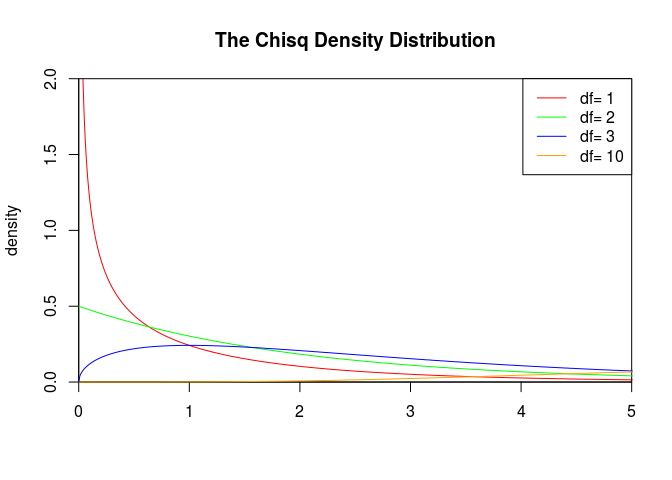 The Chisq Density Distribution
df= 1
df= 2
df= 3
df= 10
density
2.0
1.5
1.0
0.5
0.0
0 1 2 3 4 5